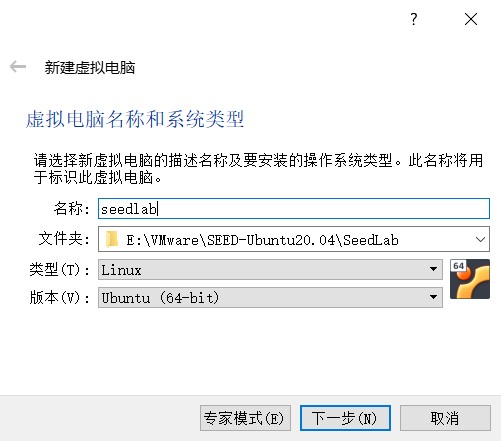 ?
新建虚拟电脑
虚拟电脑名称和系统类型
请选择新虚拟电脑的描述名称及要安装的操作系统类型。此名称将用
于标识此虚拟电脑。
名称: seedlab
文件夹: E:\VMware\SEED-Ubuntu20.04\SeedLab
类型(T): Linux
64
版本(V): Ubuntu (64-bit)
专家模式(E) 下一步(N) 取消